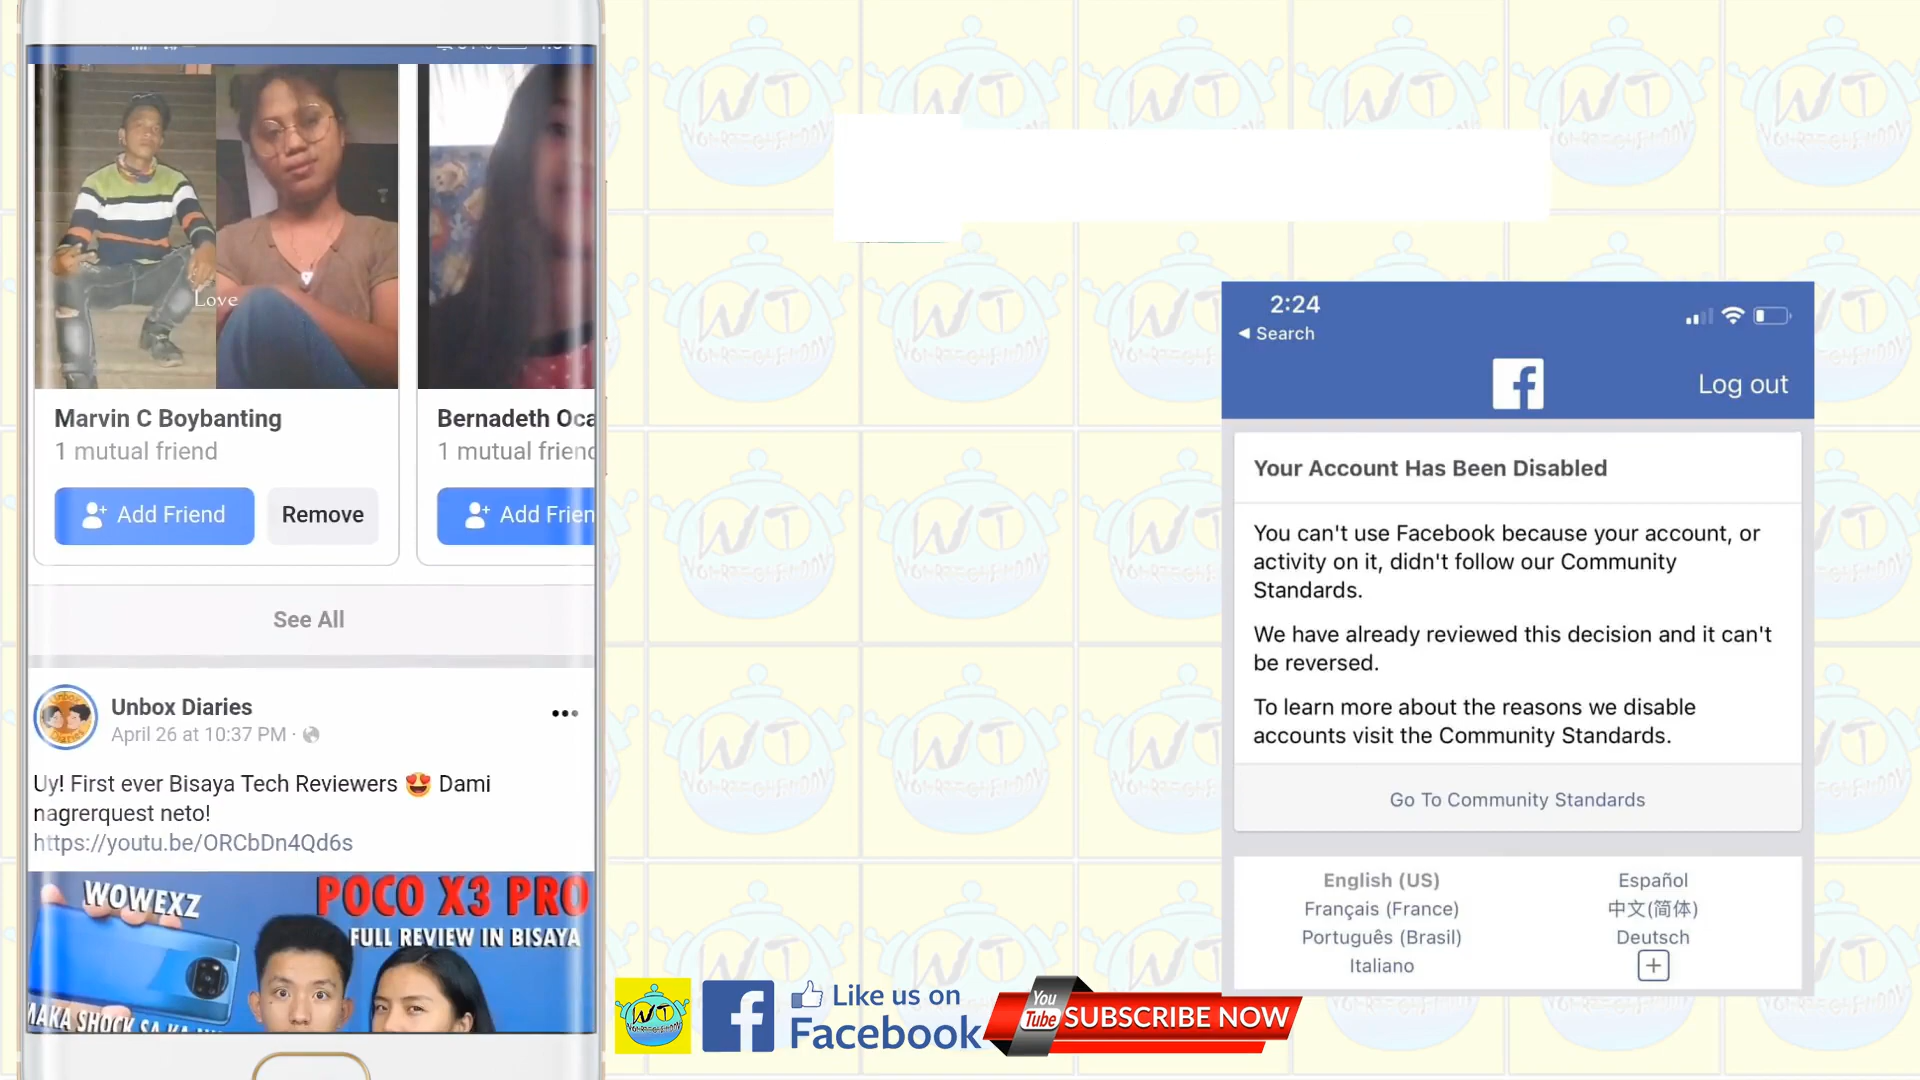 Love
Marvin C Boybanting
1 mutual friend
Add Friend
Remove
Bernadeth Oca
1 mutual friend
Add Frien
See All
Unbox Diaries
April 26 at 10:37 PM ·
Uy! First ever Bisaya Tech Reviewers 😍 Dami
nagrerquest neto!
https://youtu.be/ORCbDn4Qd6s
WOWEXZ
POCO X3 PRO
FULL REVIEW IN BISAYA
MAKA SHOCK SA KA
Like us on
Facebook
You
Tube
SUBSCRIBE NOW
2:24
◀ Search
Log out
Your Account Has Been Disabled
You can't use Facebook because your account, or
activity on it, didn't follow our Community
Standards.
We have already reviewed this decision and it can't
be reversed.
To learn more about the reasons we disable
accounts visit the Community Standards.
Go To Community Standards
English (US)
Español
Français (France)
中文(简体)
Português (Brasil)
Deutsch
Italiano